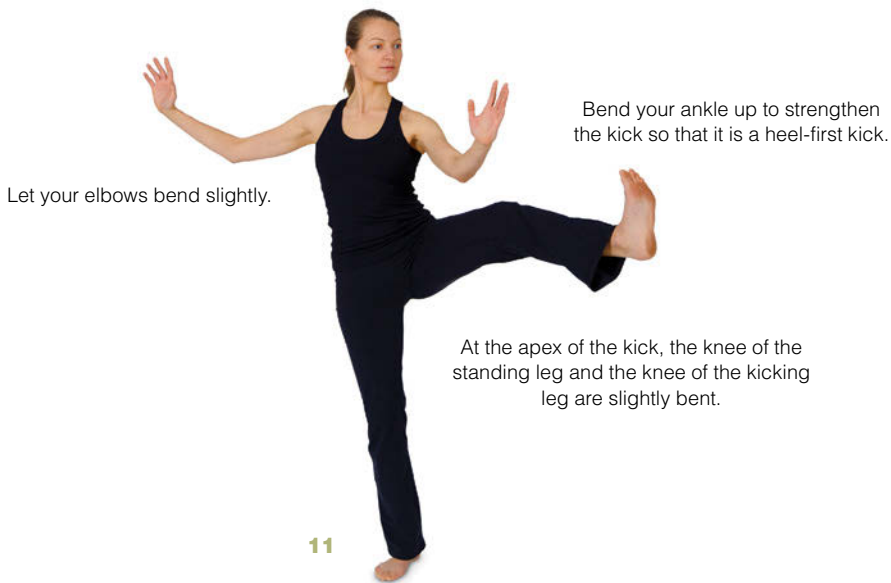 Bend your ankle up to strengthen
the kick so that it is a heel-first kick.
Let your elbows bend slightly.
At the apex of the kick, the knee of the
standing leg and the knee of the kicking
leg are slightly bent.
11